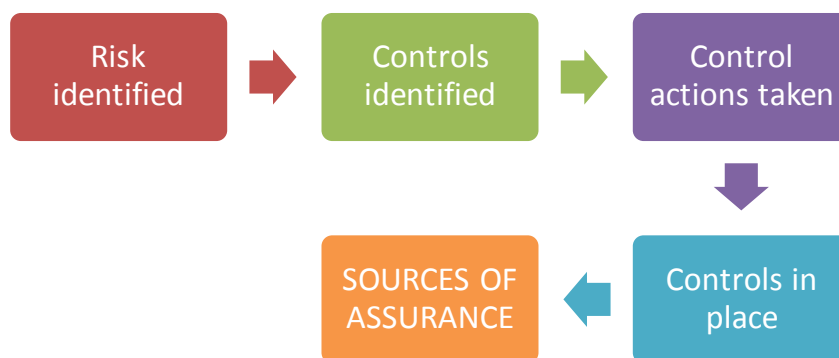 Risk
identified
Controls
identified
Control
actions taken
Controls in
place
SOURCES OF
ASSURANCE